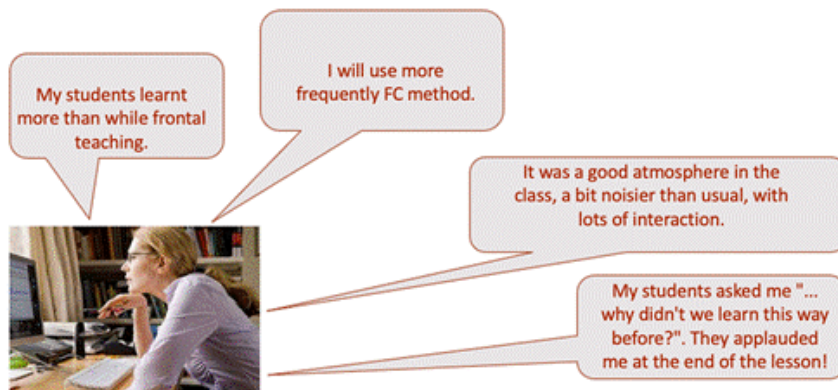 My students learnt
more than while frontal
teaching.
I will use more
frequently FC method.
It was a good atmosphere in the
class, a bit noisier than usual, with
lots of interaction.
My students asked me "...
why didn't we learn this way
before?". They applauded
me at the end of the lesson!